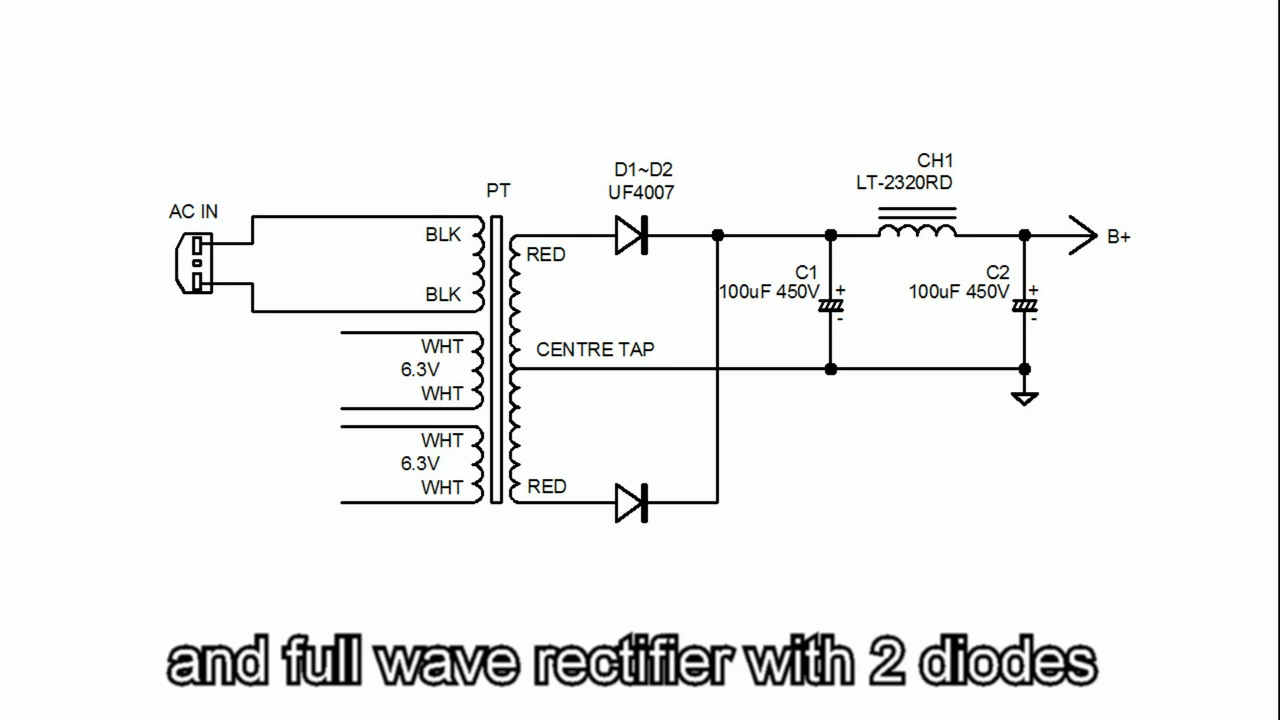 CH1
LT-2320RD
D1~D2
UF4007
PT
AC IN
BLK
RED
B+
C1
100uF 450V
+
-
C2
100uF 450V
+
-
BLK
WHT
6.3V
WHT
CENTRE TAP
WHT
6.3V
WHT
RED
and full wave rectifier with 2 diodes